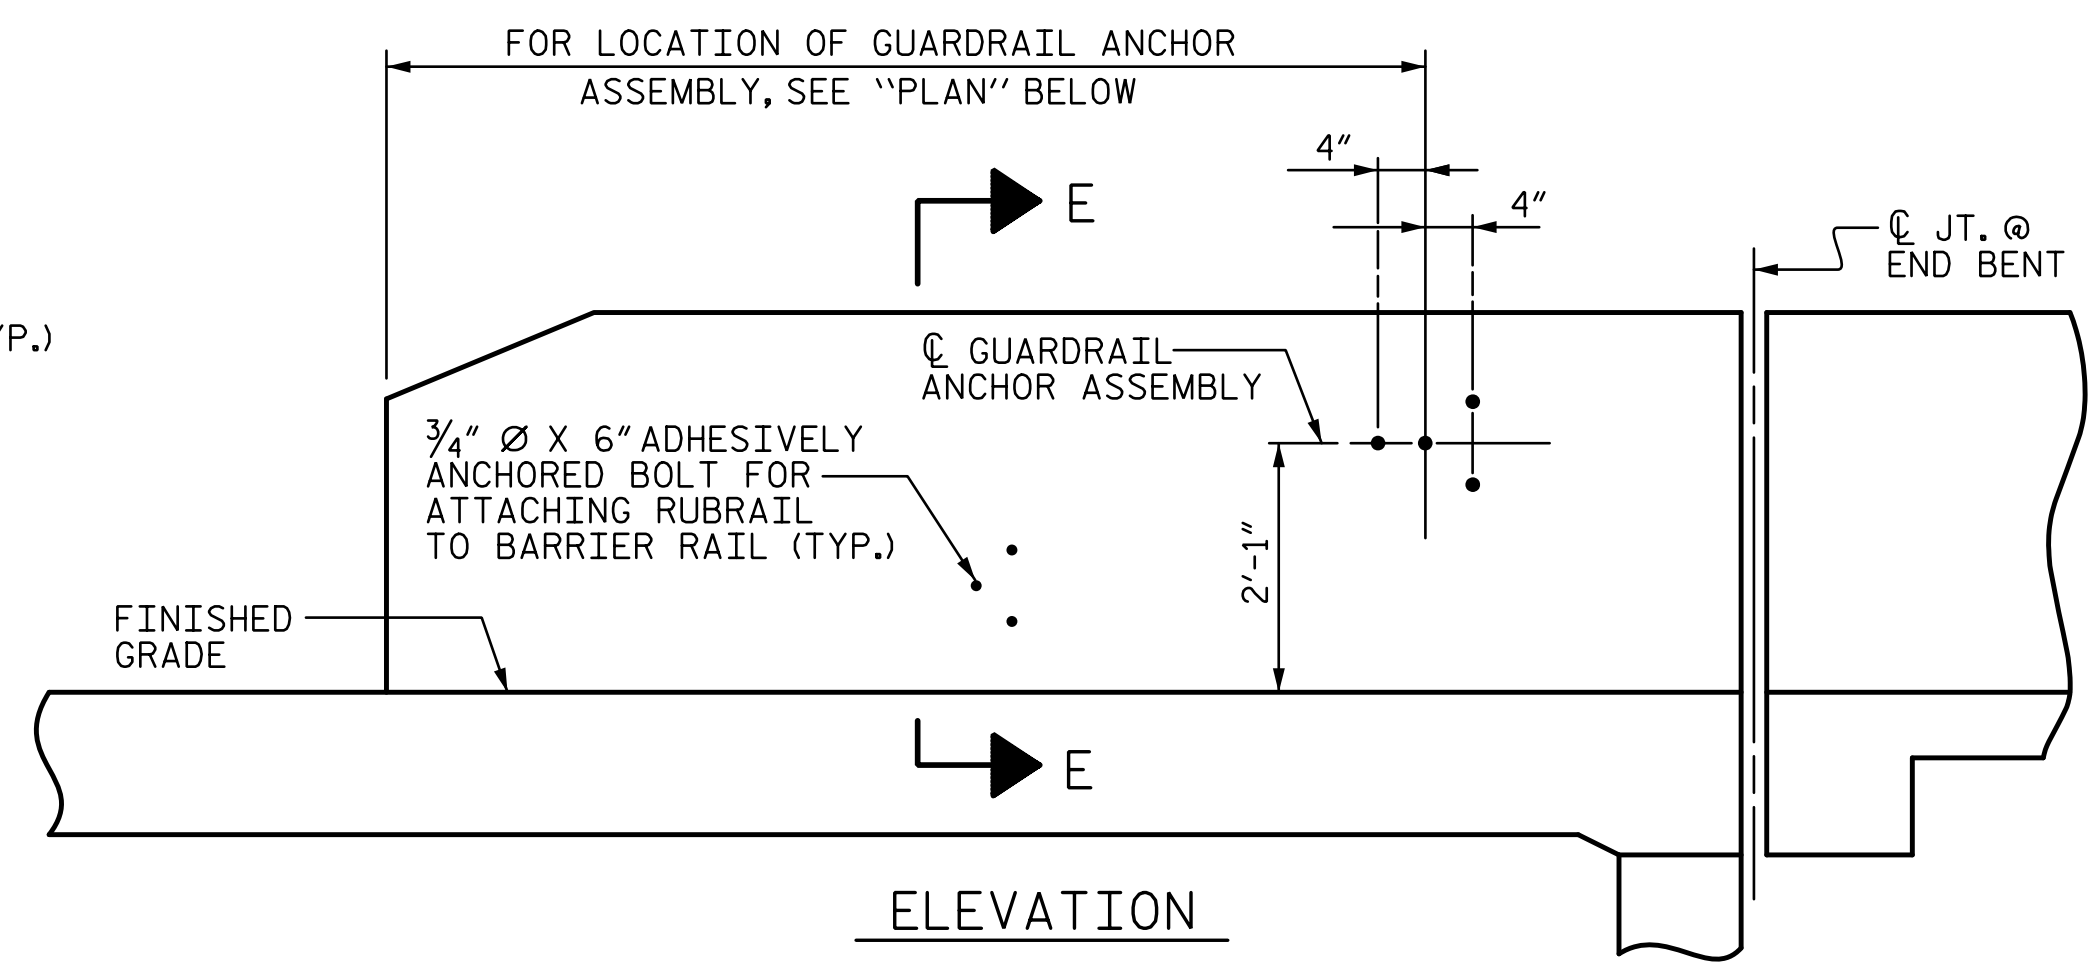 FOR LOCATION OF GUARDRAIL ANCHOR
ASSEMBLY, SEE "PLAN" BELOW
4"
4"
E
℄ JT. @
END BENT
P.)
℄ GUARDRAIL
ANCHOR ASSEMBLY
¾" Ø X 6" ADHESIVELY
ANCHORED BOLT FOR
ATTACHING RUBRAIL
TO BARRIER RAIL (TYP.)
2'-1"
FINISHED
GRADE
E
ELEVATION